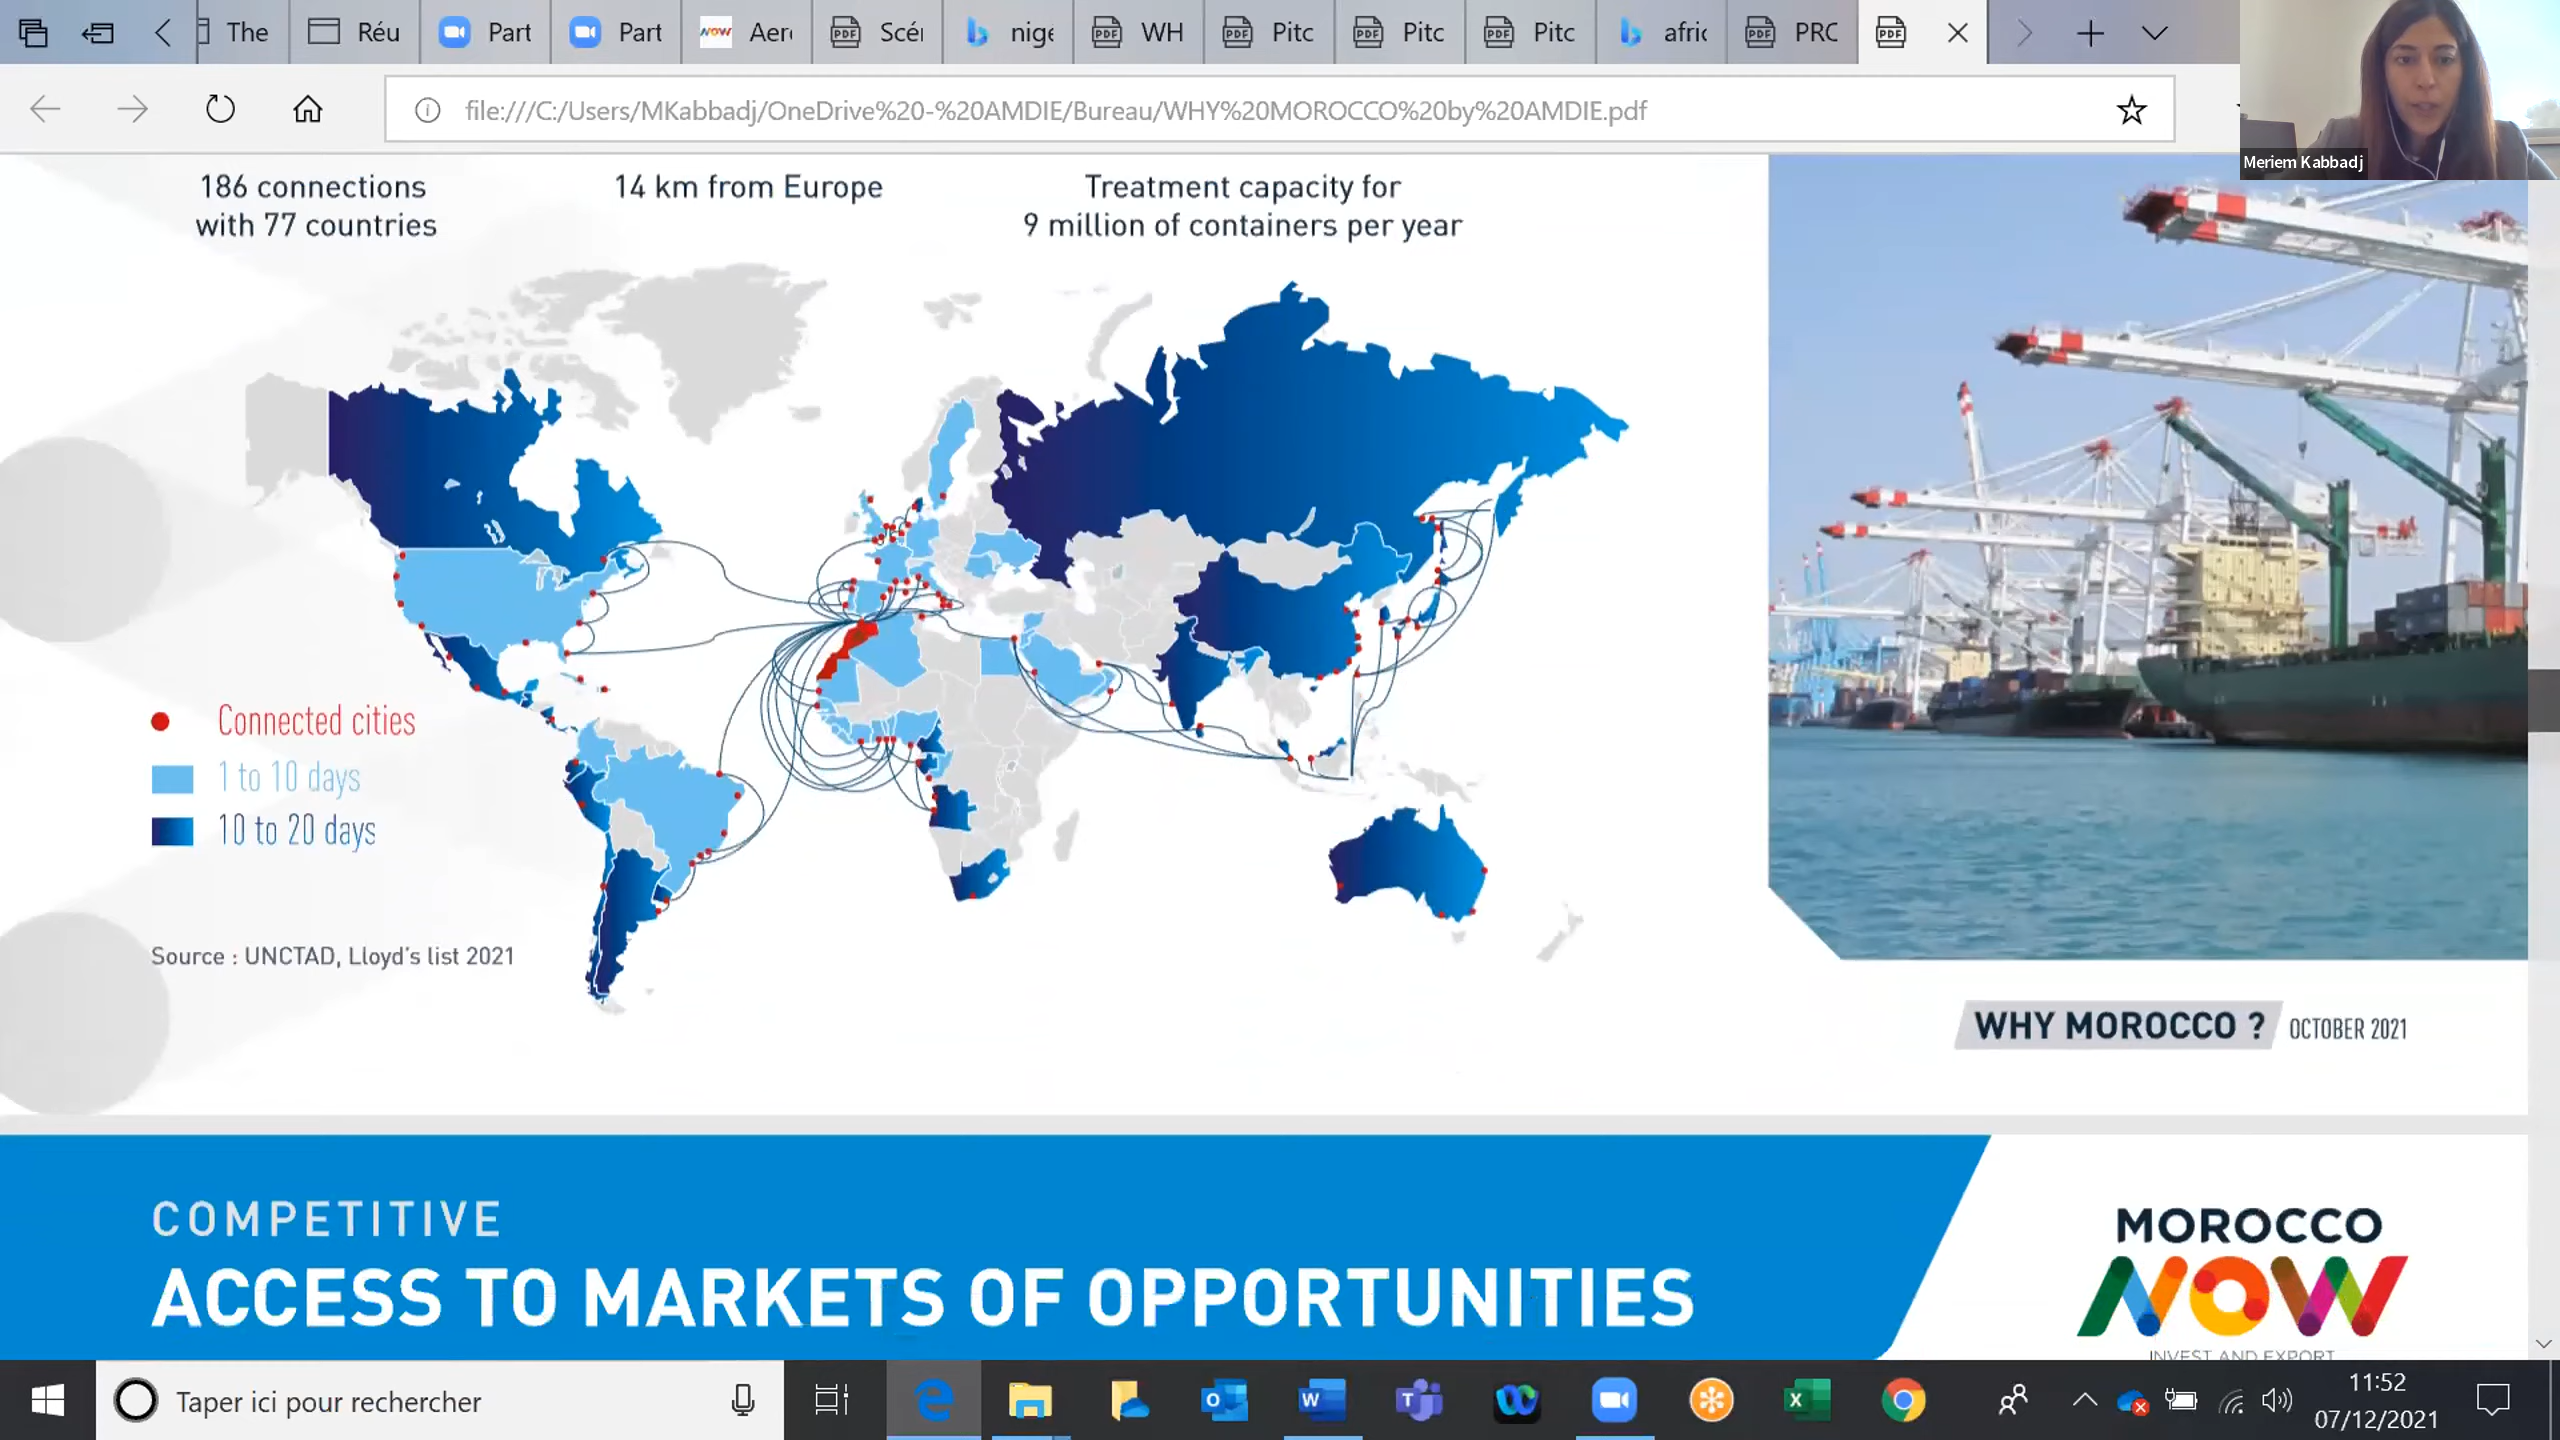 The
Réu
Part
Part
NOW
Aer
Scéı
nige
WH
Pitc
Pitc
Pitc
afric
PRC
file:///C:/Users/MKabbadj/OneDrive%20-%20AMDIE/Bureau/WHY%20MOROCCO%20by%20AMDIE.pdf
Meriem Kabbadj
186 connections
with 77 countries
14 km from Europe
Treatment capacity for
9 million of containers per year
Connected cities
1 to 10 days
10 to 20 days
Source : UNCTAD, Lloyd's list 2021
WHY MOROCCO ? OCTOBER 2021
COMPETITIVE
ACCESS TO MARKETS OF OPPORTUNITIES
MOROCCO
NOW
INVEST AND EXPORT
Taper ici pour rechercher
11:52
07/12/2021